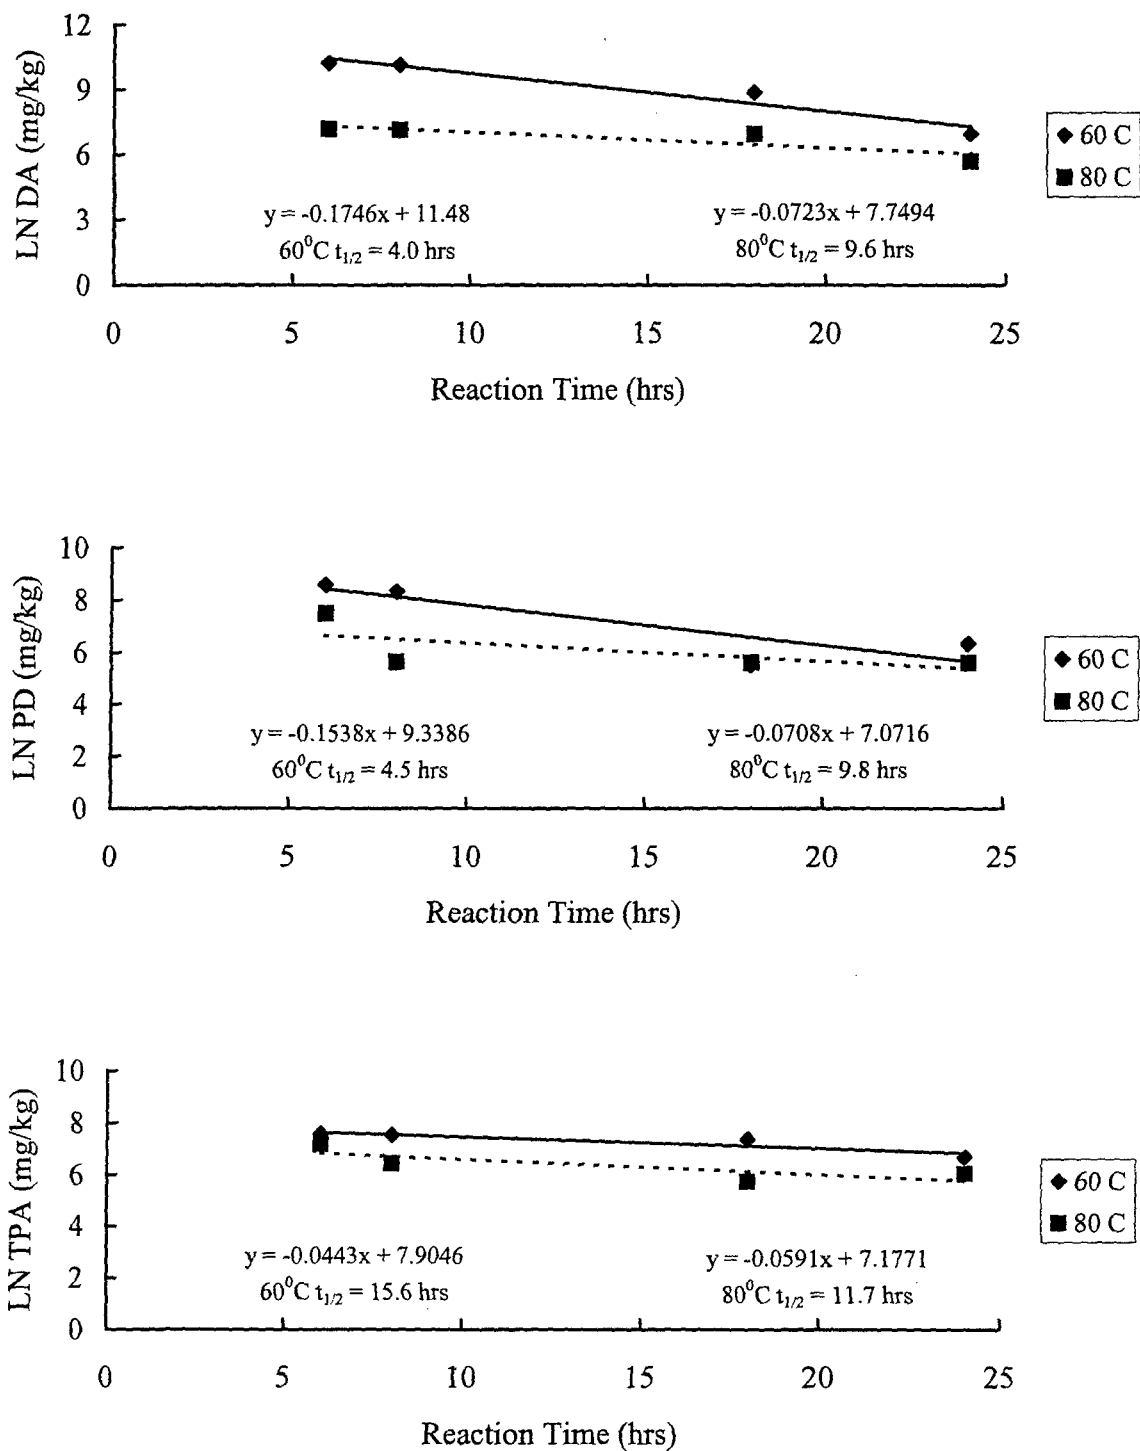 12
9
6
3
0
LN DA (mg/kg)
60 C
80 C
y = -0.1746x + 11.48
60⁰C t₁/₂ = 4.0 hrs
y = -0.0723x + 7.7494
80⁰C t₁/₂ = 9.6 hrs
0 5 10 15 20 25
Reaction Time (hrs)
10
8
6
4
2
0
LN PD (mg/kg)
60 C
80 C
y = -0.1538x + 9.3386
60⁰C t₁/₂ = 4.5 hrs
y = -0.0708x + 7.0716
80⁰C t₁/₂ = 9.8 hrs
0 5 10 15 20 25
Reaction Time (hrs)
10
8
6
4
2
0
LN TPA (mg/kg)
60 C
80 C
y = -0.0443x + 7.9046
60⁰C t₁/₂ = 15.6 hrs
y = -0.0591x + 7.1771
80⁰C t₁/₂ = 11.7 hrs
0 5 10 15 20 25
Reaction Time (hrs)